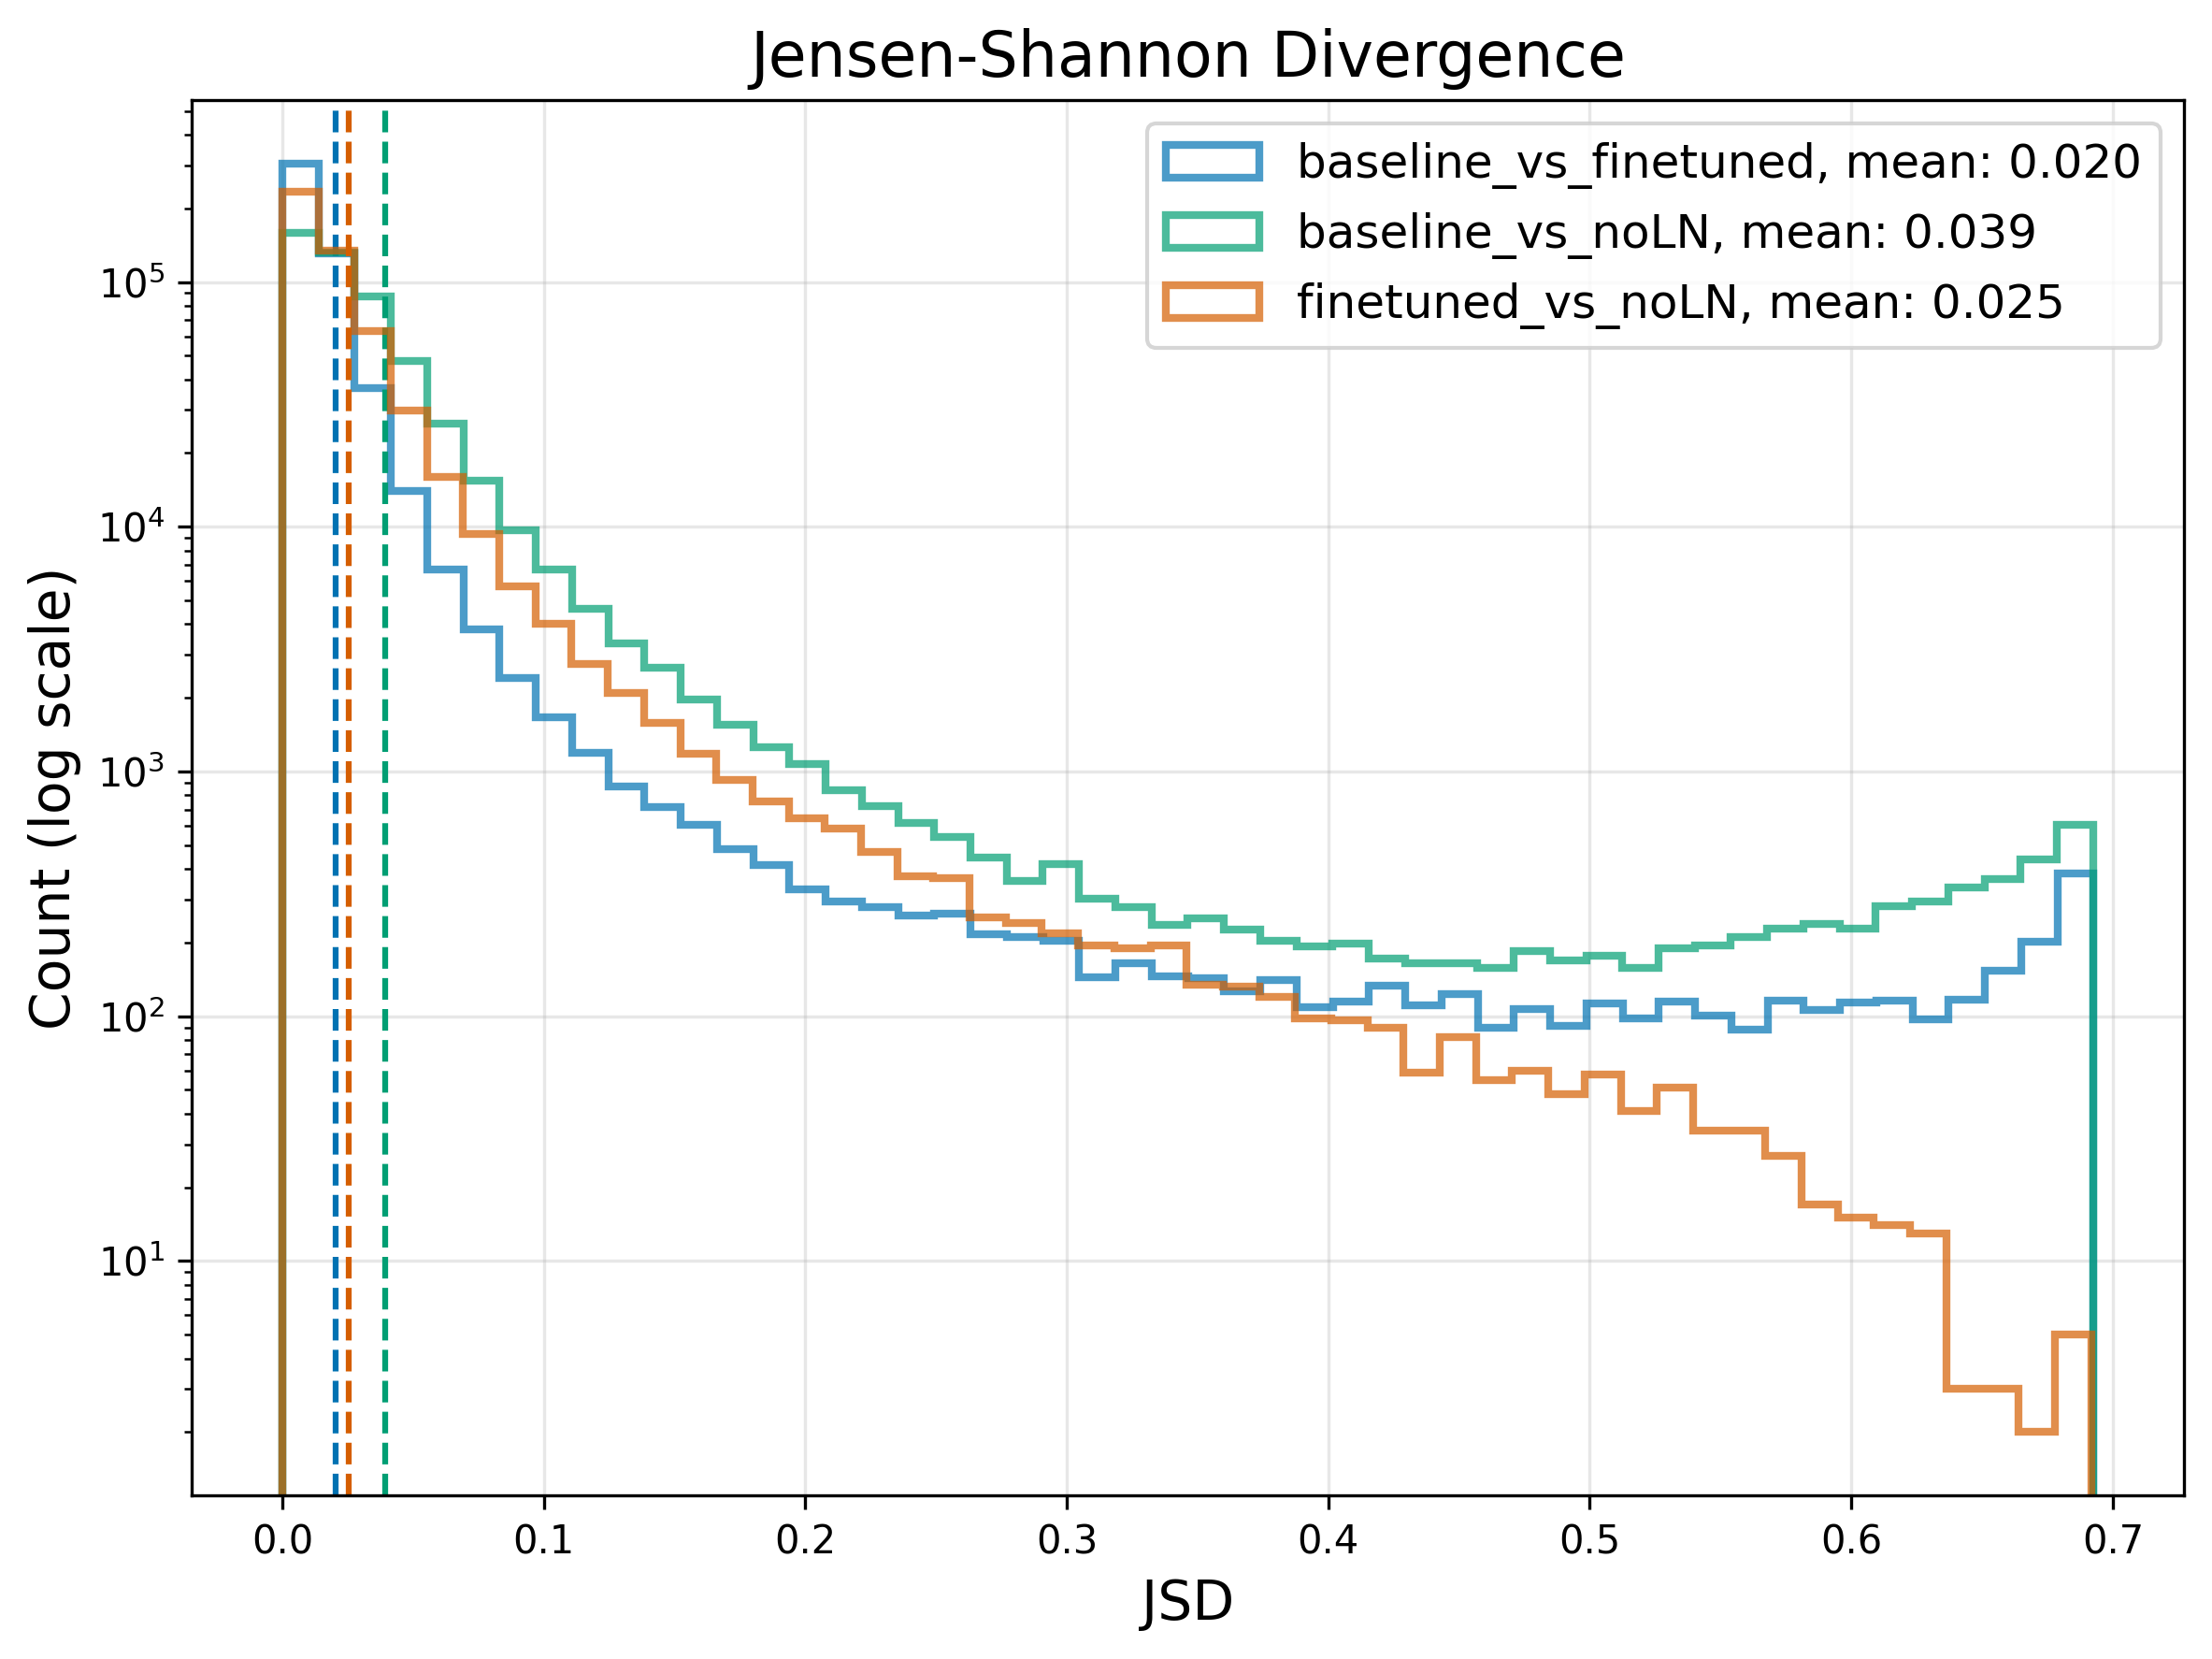 Jensen-Shannon Divergence
baseline_vs_finetuned, mean: 0.020
baseline_vs_noLN, mean: 0.039
finetuned_vs_noLN, mean: 0.025
Count (log scale)
10⁵
10⁴
10³
10²
10¹
0.0 0.1 0.2 0.3 0.4 0.5 0.6 0.7
JSD